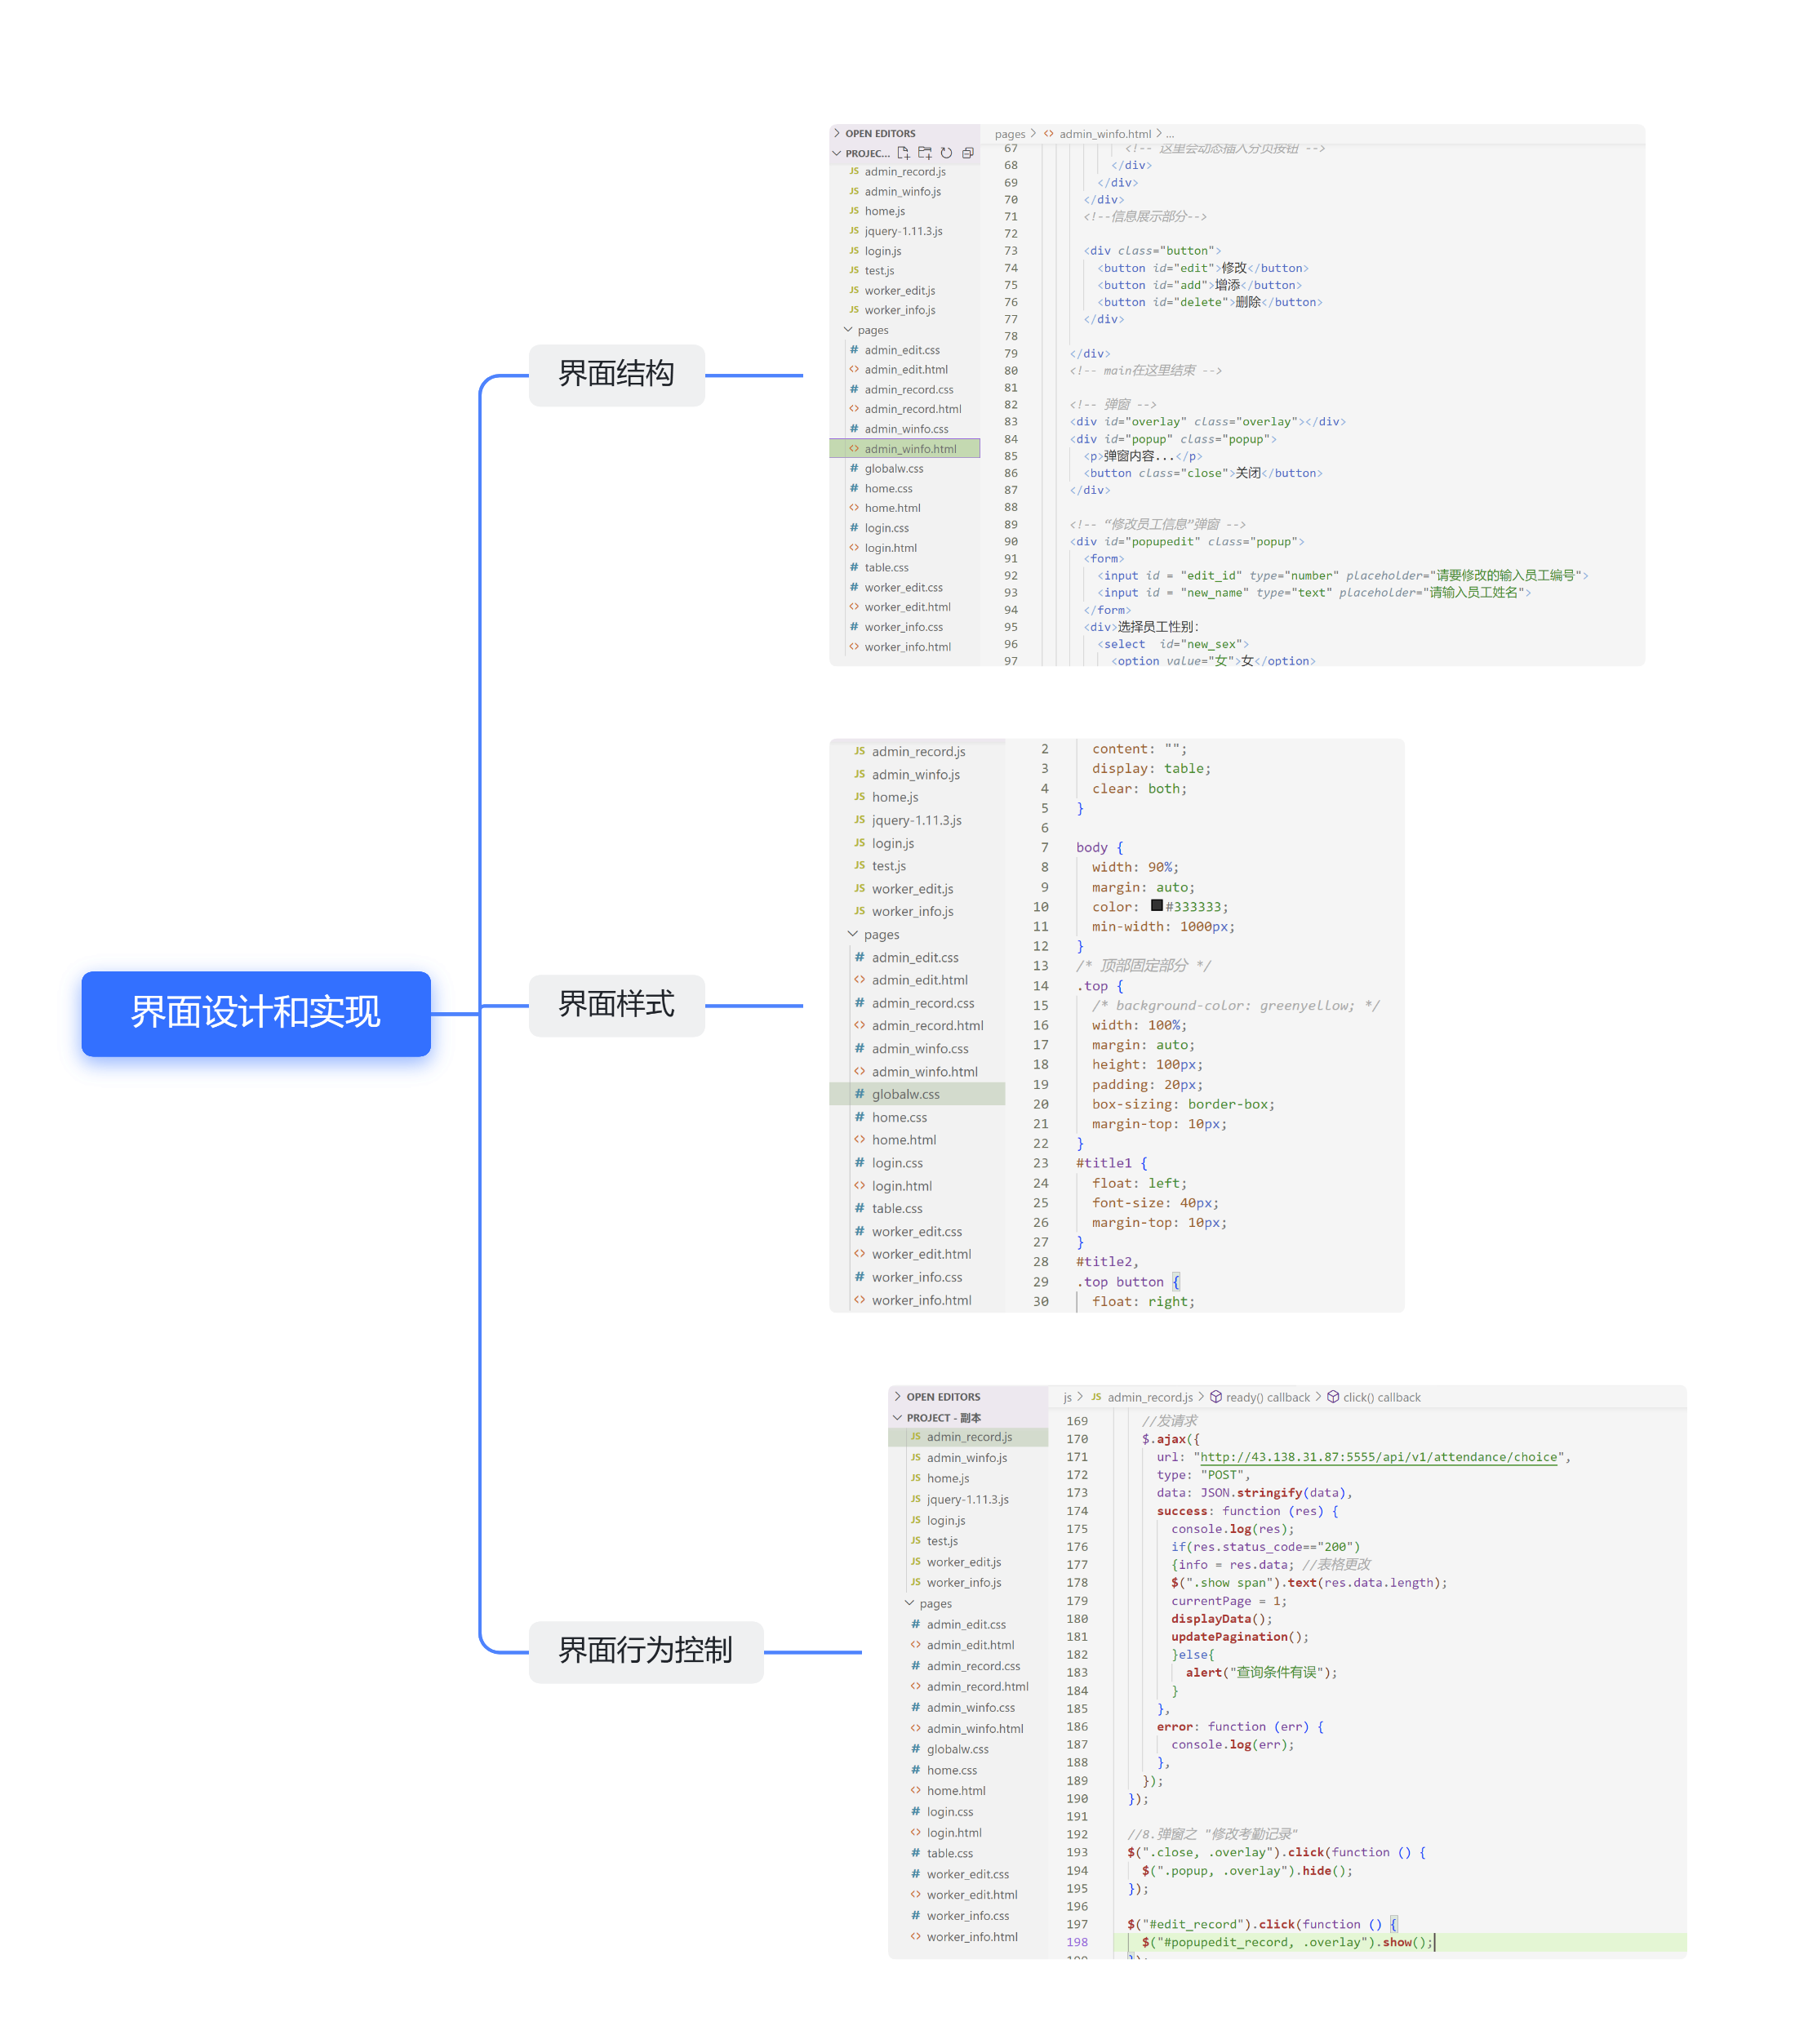 界面设计和实现
界面结构
OPEN EDITORS
PROJEC...
admin_record.js
admin_winfo.js
home.js
jquery-1.11.3.js
login.js
test.js
worker_edit.js
worker_info.js
pages
admin_edit.css
admin_edit.html
admin_record.css
admin_record.html
admin_winfo.css
admin_winfo.html
globalw.css
home.css
home.html
login.css
login.html
table.css
worker_edit.css
worker_edit.html
worker_info.css
worker_info.html
pages > admin_winfo.html > ...
67 <!-- 这里会动态插入分页按钮 -->
68 </div>
69 </div>
70 </div>
71 <!--信息展示部分-->
72
73 <div class="button">
74 <button id="edit">修改</button>
75 <button id="add">增添</button>
76 <button id="delete">删除</button>
77 </div>
78
79 </div>
80 <!-- main在这里结束 -->
81
82 <!-- 弹窗 -->
83 <div id="overlay" class="overlay"></div>
84 <div id="popup" class="popup">
85 <p>弹窗内容...</p>
86 <button class="close">关闭</button>
87 </div>
88
89 <!-- “修改员工信息”弹窗 -->
90 <div id="popupedit" class="popup">
91 <form>
92 <input id = "edit_id" type="number" placeholder="请要修改的输入员工编号">
93 <input id = "new_name" type="text" placeholder="请输入员工姓名">
94 </form>
95 <div>选择员工性别：
96 <select  id="new_sex">
97 <option value="女">女</option>
界面样式
JS admin_record.js
JS admin_winfo.js
JS home.js
JS jquery-1.11.3.js
JS login.js
JS test.js
JS worker_edit.js
JS worker_info.js
pages
# admin_edit.css
<> admin_edit.html
# admin_record.css
<> admin_record.html
# admin_winfo.css
<> admin_winfo.html
# globalw.css
# home.css
<> home.html
# login.css
<> login.html
# table.css
# worker_edit.css
<> worker_edit.html
# worker_info.css
<> worker_info.html
2 content: "";
3 display: table;
4 clear: both;
5 }
6
7 body {
8 width: 90%;
9 margin: auto;
10 color: #333333;
11 min-width: 1000px;
12 }
13 /* 顶部固定部分 */
14 .top {
15 /* background-color: greenyellow; */
16 width: 100%;
17 margin: auto;
18 height: 100px;
19 padding: 20px;
20 box-sizing: border-box;
21 margin-top: 10px;
22 }
23 #title1 {
24 float: left;
25 font-size: 40px;
26 margin-top: 10px;
27 }
28 #title2,
29 .top button {
30 float: right;
界面行为控制
OPEN EDITORS
PROJECT - 副本
JS admin_record.js
JS admin_winfo.js
JS home.js
JS jquery-1.11.3.js
JS login.js
JS test.js
JS worker_edit.js
JS worker_info.js
pages
# admin_edit.css
<> admin_edit.html
# admin_record.css
<> admin_record.html
# admin_winfo.css
<> admin_winfo.html
# globalw.css
# home.css
<> home.html
# login.css
<> login.html
# table.css
# worker_edit.css
<> worker_edit.html
# worker_info.css
<> worker_info.html
js > JS admin_record.js > ready() callback > click() callback
169 //发请求
170 $.ajax({
171 url: "http://43.138.31.87:5555/api/v1/attendance/choice",
172 type: "POST",
173 data: JSON.stringify(data),
174 success: function (res) {
175 console.log(res);
176 if(res.status_code=="200")
177 {info = res.data; //表格更改
178 $(".show span").text(res.data.length);
179 currentPage = 1;
180 displayData();
181 updatePagination();
182 }else{
183 alert("查询条件有误");
184 }
185 },
186 error: function (err) {
187 console.log(err);
188 },
189 });
190 });
191
192 //8.弹窗之 "修改考勤记录"
193 $(".close, .overlay").click(function () {
194 $(".popup, .overlay").hide();
195 });
196
197 $("#edit_record").click(function () {
198 $("#popupedit_record, .overlay").show();